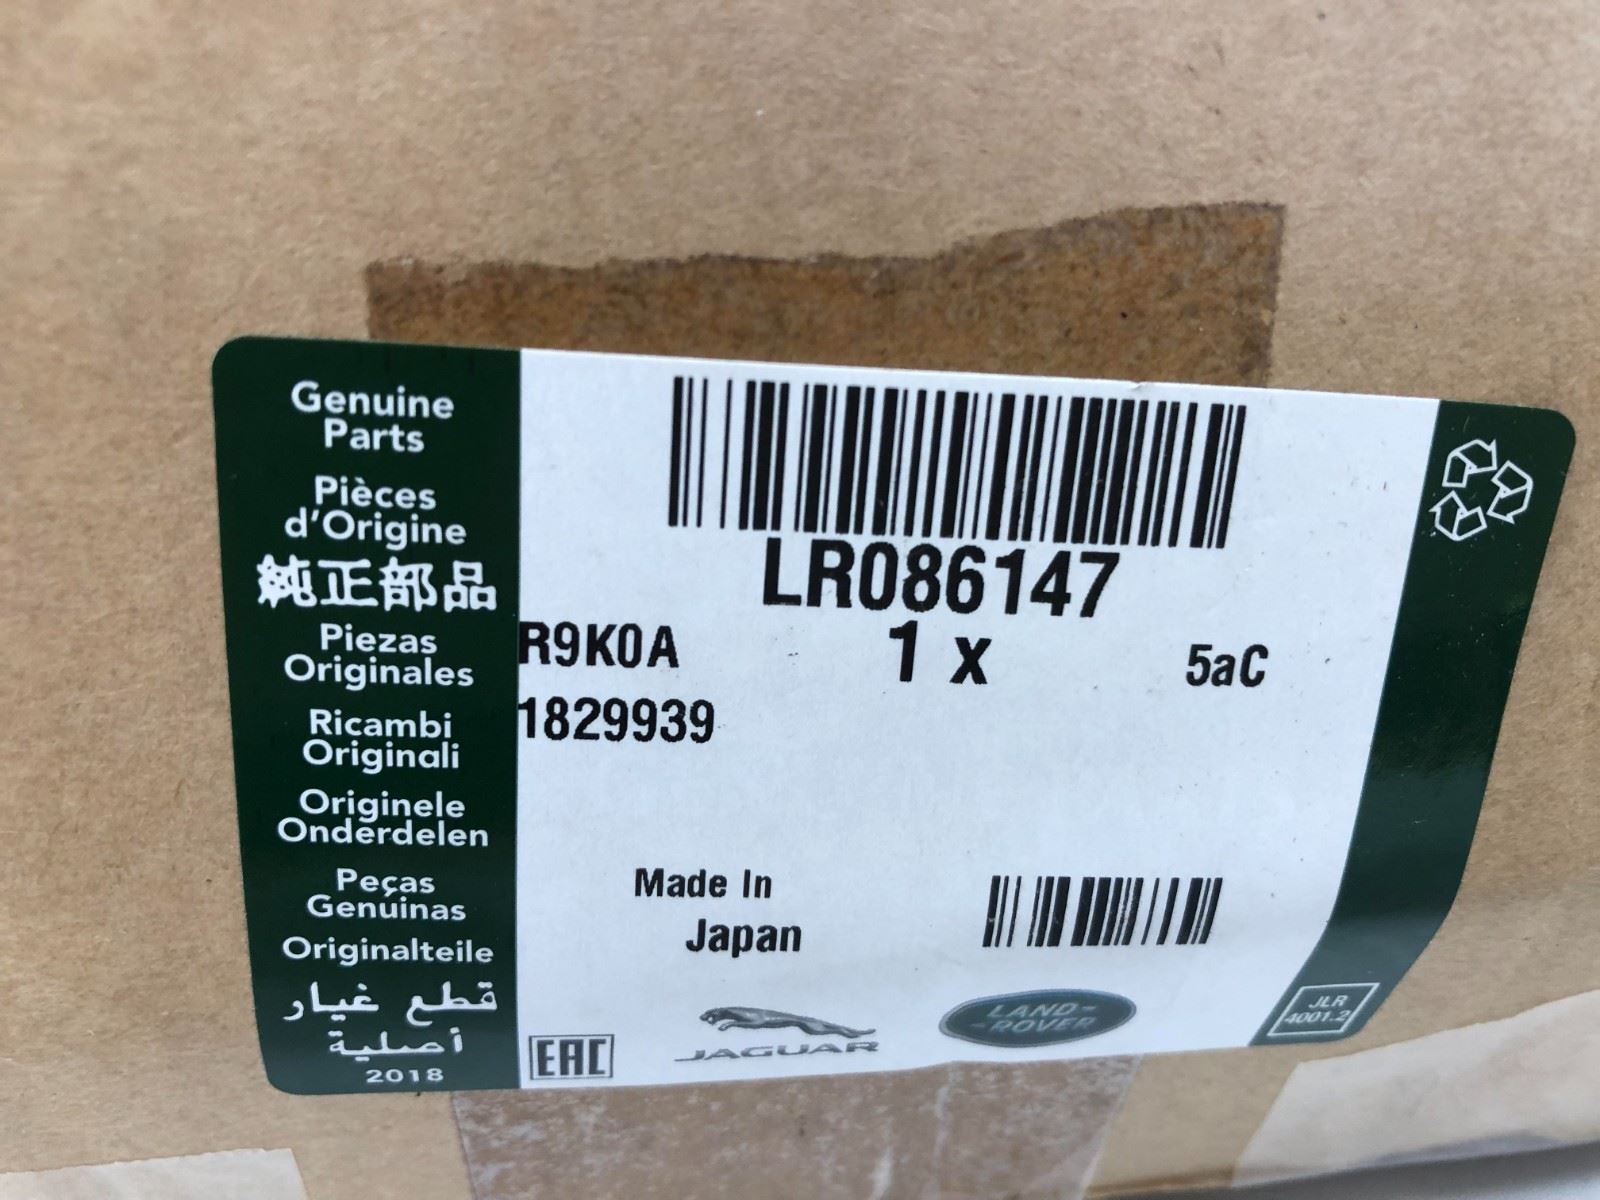 Genuine
Parts
Pièces
d'Origine
純正部品
Piezas
Originales
Ricambi
Originali
Originele
Onderdelen
Peças
Genuinas
Originalteile
قطع غيار
أصلية
2018
LR086147
R9K0A
1 x
5aC
1829939
Made In
Japan
EAC
JAGUAR
LAND-
-ROVER
JLR
4001.2